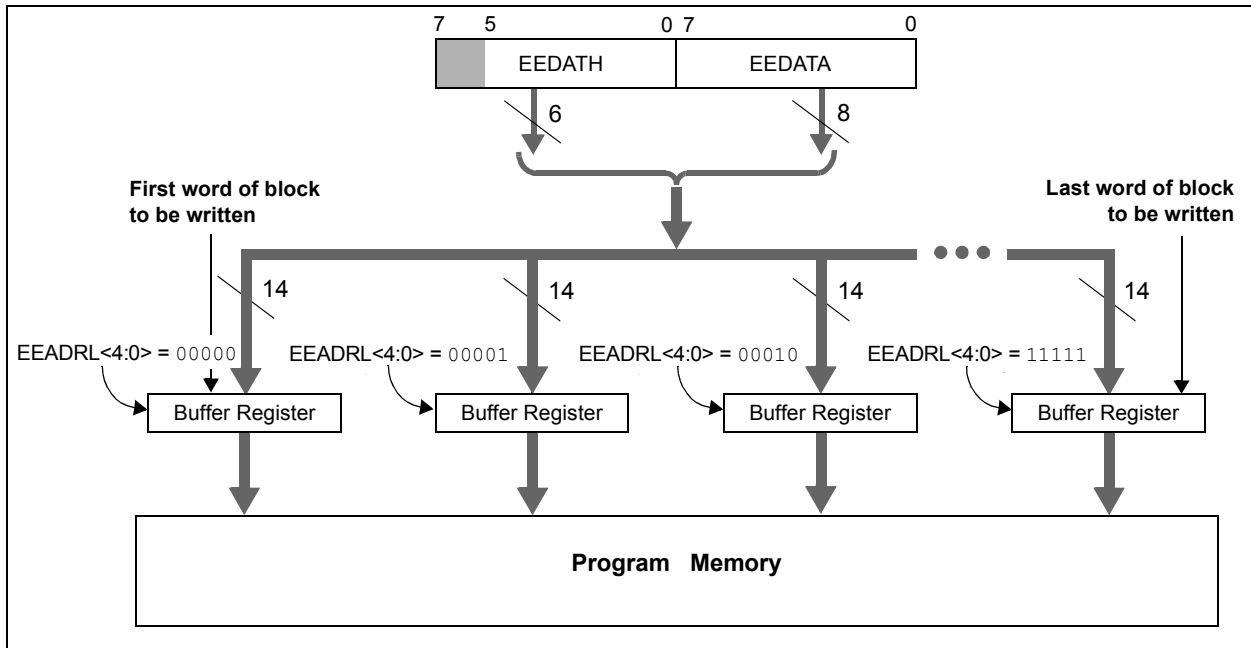 7 5 0 7 0
EEDATH EEDATA
6 8
First word of block
to be written
Last word of block
to be written
14 14 14 14
EEADRL<4:0> = 00000 EEADRL<4:0> = 00001 EEADRL<4:0> = 00010 EEADRL<4:0> = 11111
Buffer Register Buffer Register Buffer Register Buffer Register
Program Memory